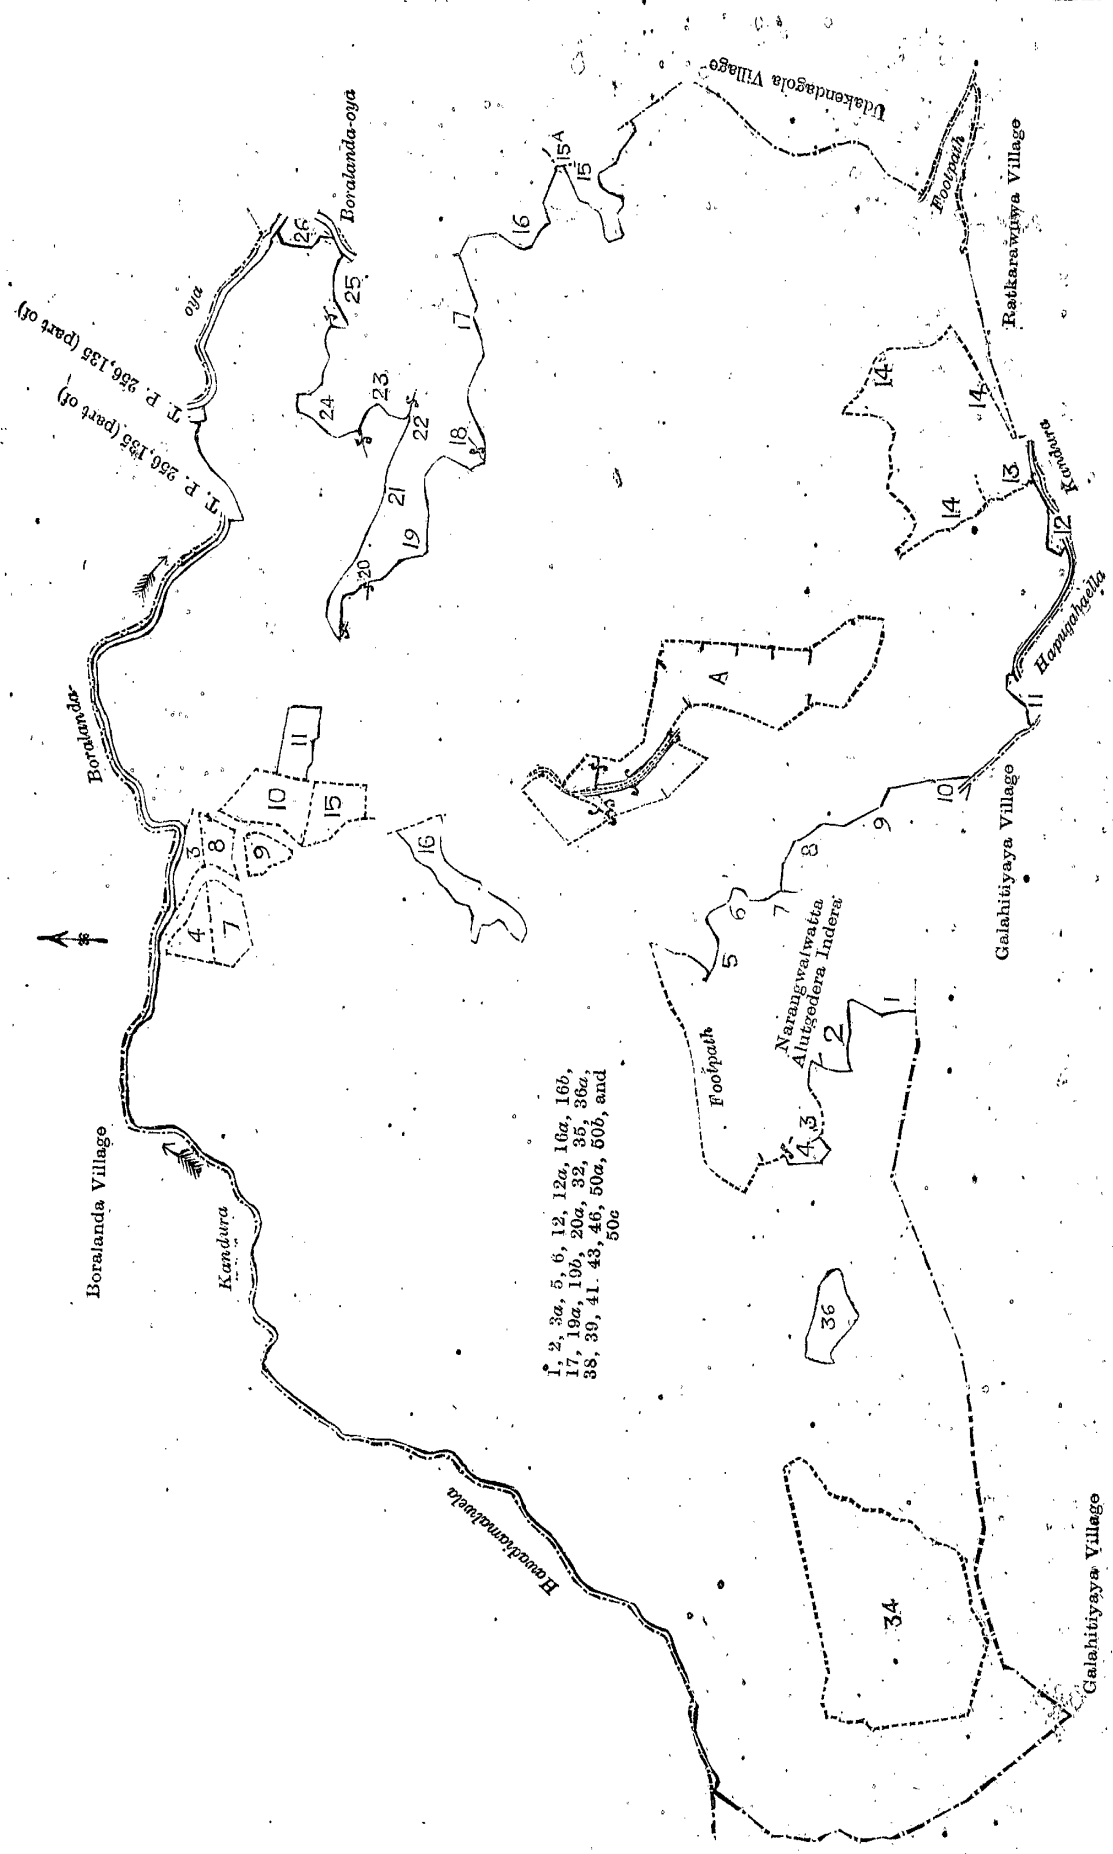 Boralanda Village
Kandura
Hawadiamalwela
Boralanda
oya
T. P. 256,135 (part of)
T. P. 256,135 (part of)
Boralanda-oya
Udakendagola Village
Footpath
Ratkarawuwa Village
Kandura
Hapugahaella
Galahitiyaya Village
Narangwalwatta
Alutgedera Indera
Footpath
Galahitiyaya Village
1, 2, 3a, 5, 6, 12, 12a, 16a, 16b,
17, 19a, 19b, 20a, 32, 35, 36a,
38, 39, 41. 43, 46, 50a, 50b, and
50c
3
4
7
8
9
10
11
15
16
A
34
36
1
2
3
4
5
6
7
8
9
10
11
12
13
14
14
14
15
15A
16
17
18
19
20
21
22
23
24
25
26